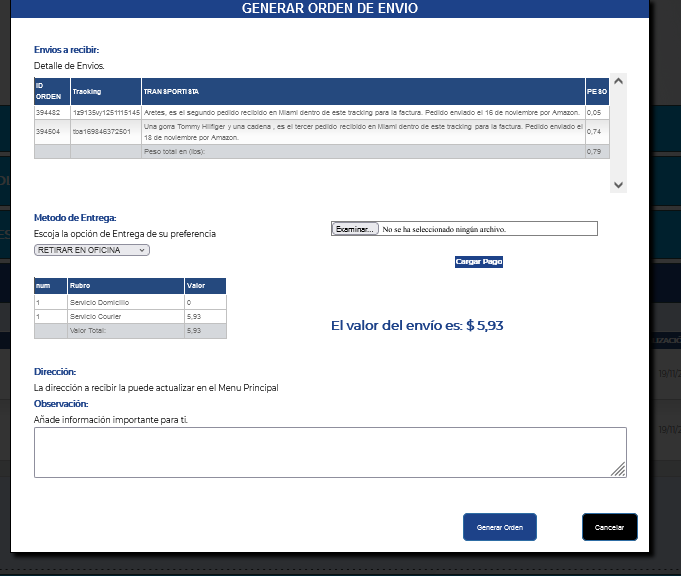 GENERAR ORDEN DE ENVIO
Envios a recibir:
Detalle de Envios.
ID ORDEN Tracking TRANSPORTISTA PESO
394482 1z9135vy1251115145 Aretes, es el segundo pedido recibido en Miami dentro de este tracking para la factura. Pedido enviado el 16 de noviembre por Amazon. 0,05
394504 tba169846372501 Una gorra Tommy Hilfiger y una cadena , es el tercer pedido recibido en Miami dentro de este tracking para la factura. Pedido enviado el
18 de noviembre por Amazon. 0,74
Peso total en (lbs): 0,79
Metodo de Entrega:
Escoja la opción de Entrega de su preferencia
RETIRAR EN OFICINA
Examinar... No se ha seleccionado ningún archivo.
Cargar Pago
num Rubro Valor
1 Servicio Domicilio 0
1 Servicio Courier 5,93
Valor Total: 5,93
El valor del envío es: $ 5,93
Dirección:
La dirección a recibir la puede actualizar en el Menu Principal
Observación:
Añade información importante para ti.
Generar Orden
Cancelar